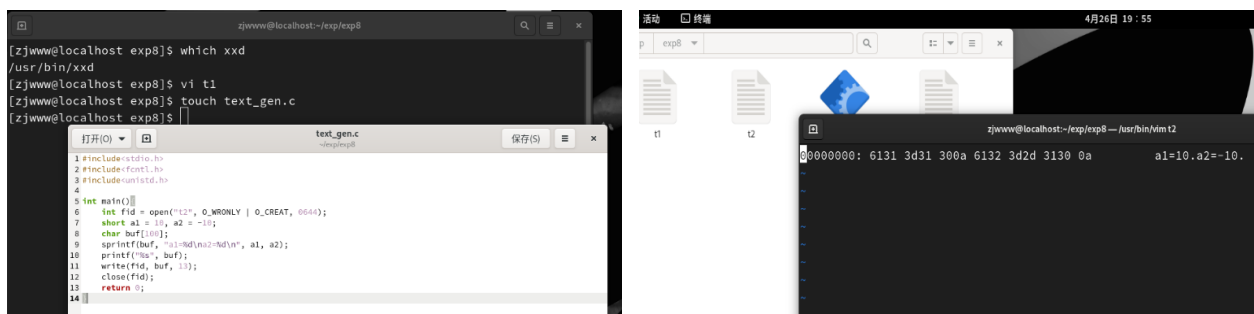 zjwww@localhost:~/exp/exp8
[zjwww@localhost exp8]$ which xxd
/usr/bin/xxd
[zjwww@localhost exp8]$ vi t1
[zjwww@localhost exp8]$ touch text_gen.c
[zjwww@localhost exp8]$
打开(O)
text_gen.c
~/exp/exp8
保存(S)
1 #include<stdio.h>
2 #include<fcntl.h>
3 #include<unistd.h>
4
5 int main(){
6 int fid = open("t2", O_WRONLY | O_CREAT, 0644);
7 short a1 = 10, a2 = -10;
8 char buf[100];
9 sprintf(buf, "a1=%d\na2=%d\n", a1, a2);
10 printf("%s", buf);
11 write(fid, buf, 13);
12 close(fid);
13 return 0;
14 }
活动 终端
4月26日 19：55
p exp8
t1
t2
zjwww@localhost:~/exp/exp8 — /usr/bin/vim t2
00000000: 6131 3d31 300a 6132 3d2d 3130 0a a1=10.a2=-10.
~
~
~
~
~
~
~
~